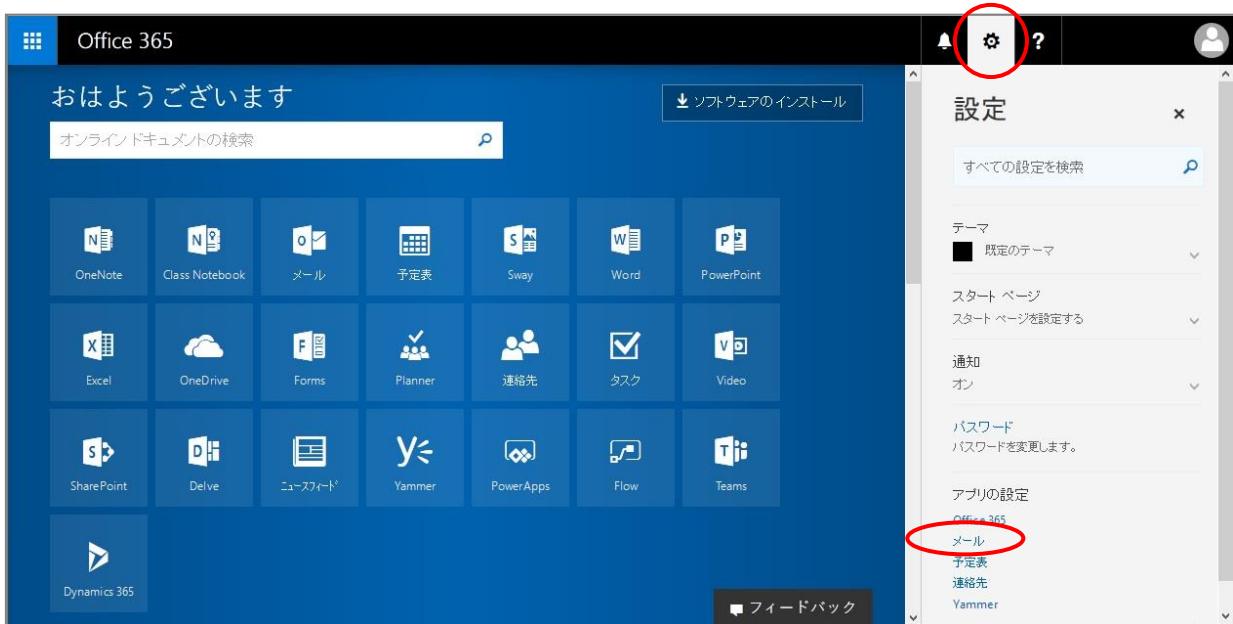 Office 365
?
おはようございます
ソフトウェアのインストール
オンライン ドキュメントの検索
OneNote
Class Notebook
メール
予定表
Sway
Word
PowerPoint
Excel
OneDrive
Forms
Planner
連絡先
タスク
Video
SharePoint
Delve
ニュースフィード
Yammer
PowerApps
Flow
Teams
Dynamics 365
フィードバック
設定
×
すべての設定を検索
テーマ
既定のテーマ
スタート ページ
スタート ページを設定する
通知
オン
パスワード
パスワードを変更します。
アプリの設定
Office 365
メール
予定表
連絡先
Yammer